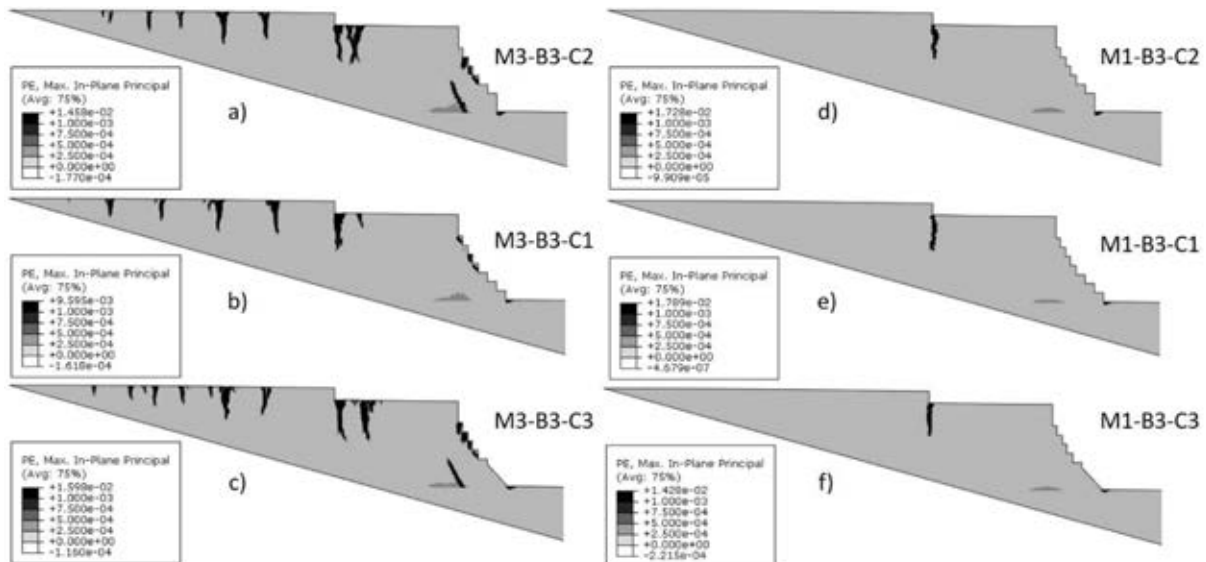 M3-B3-C2
PE, Max. In-Plane Principal
(Avg: 75%)
+1.458e-02
+1.000e-03
+7.500e-04
+5.000e-04
+2.500e-04
+0.000e+00
-1.770e-04
a)
M3-B3-C1
PE, Max. In-Plane Principal
(Avg: 75%)
+9.595e-03
+1.000e-03
+7.500e-04
+5.000e-04
+2.500e-04
+0.000e+00
-1.618e-04
b)
M3-B3-C3
PE, Max. In-Plane Principal
(Avg: 75%)
+1.598e-02
+1.000e-03
+7.500e-04
+5.000e-04
+2.500e-04
+0.000e+00
-1.160e-04
c)
M1-B3-C2
PE, Max. In-Plane Principal
(Avg: 75%)
+1.728e-02
+1.000e-03
+7.500e-04
+5.000e-04
+2.500e-04
+0.000e+00
-9.909e-05
d)
M1-B3-C1
PE, Max. In-Plane Principal
(Avg: 75%)
+1.789e-02
+1.000e-03
+7.500e-04
+5.000e-04
+2.500e-04
+0.000e+00
-4.679e-07
e)
M1-B3-C3
PE, Max. In-Plane Principal
(Avg: 75%)
+1.428e-02
+1.000e-03
+7.500e-04
+5.000e-04
+2.500e-04
+0.000e+00
-2.215e-04
f)